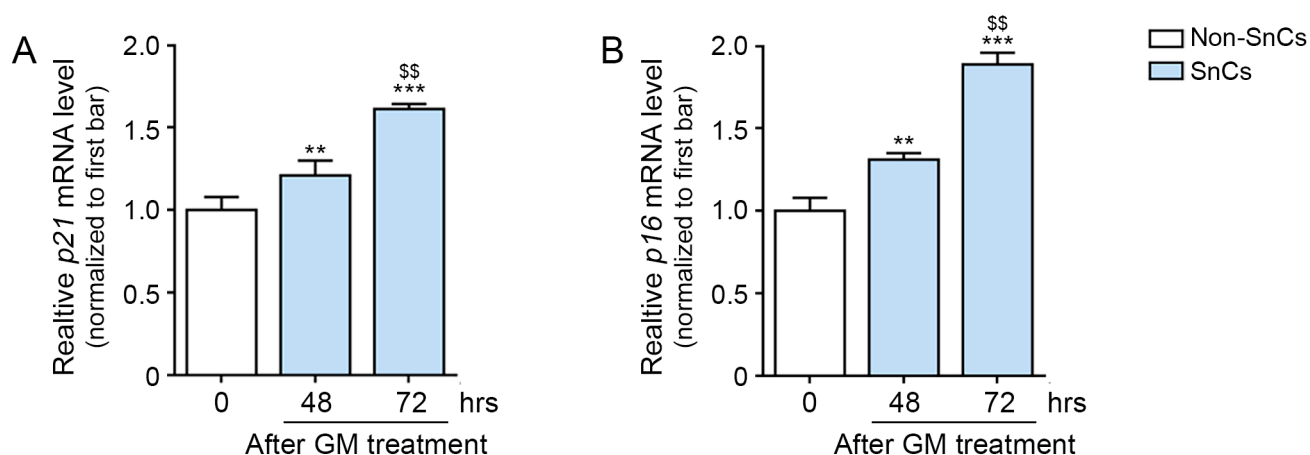 A
Realtive p21 mRNA level
(normalized to first bar)
2.0
1.5
1.0
0.5
0
**
$$
***
0 48 72 hrs
After GM treatment
B
Realtive p16 mRNA level
(normalized to first bar)
2.0
1.5
1.0
0.5
0
**
$$
***
0 48 72 hrs
After GM treatment
Non-SnCs
SnCs